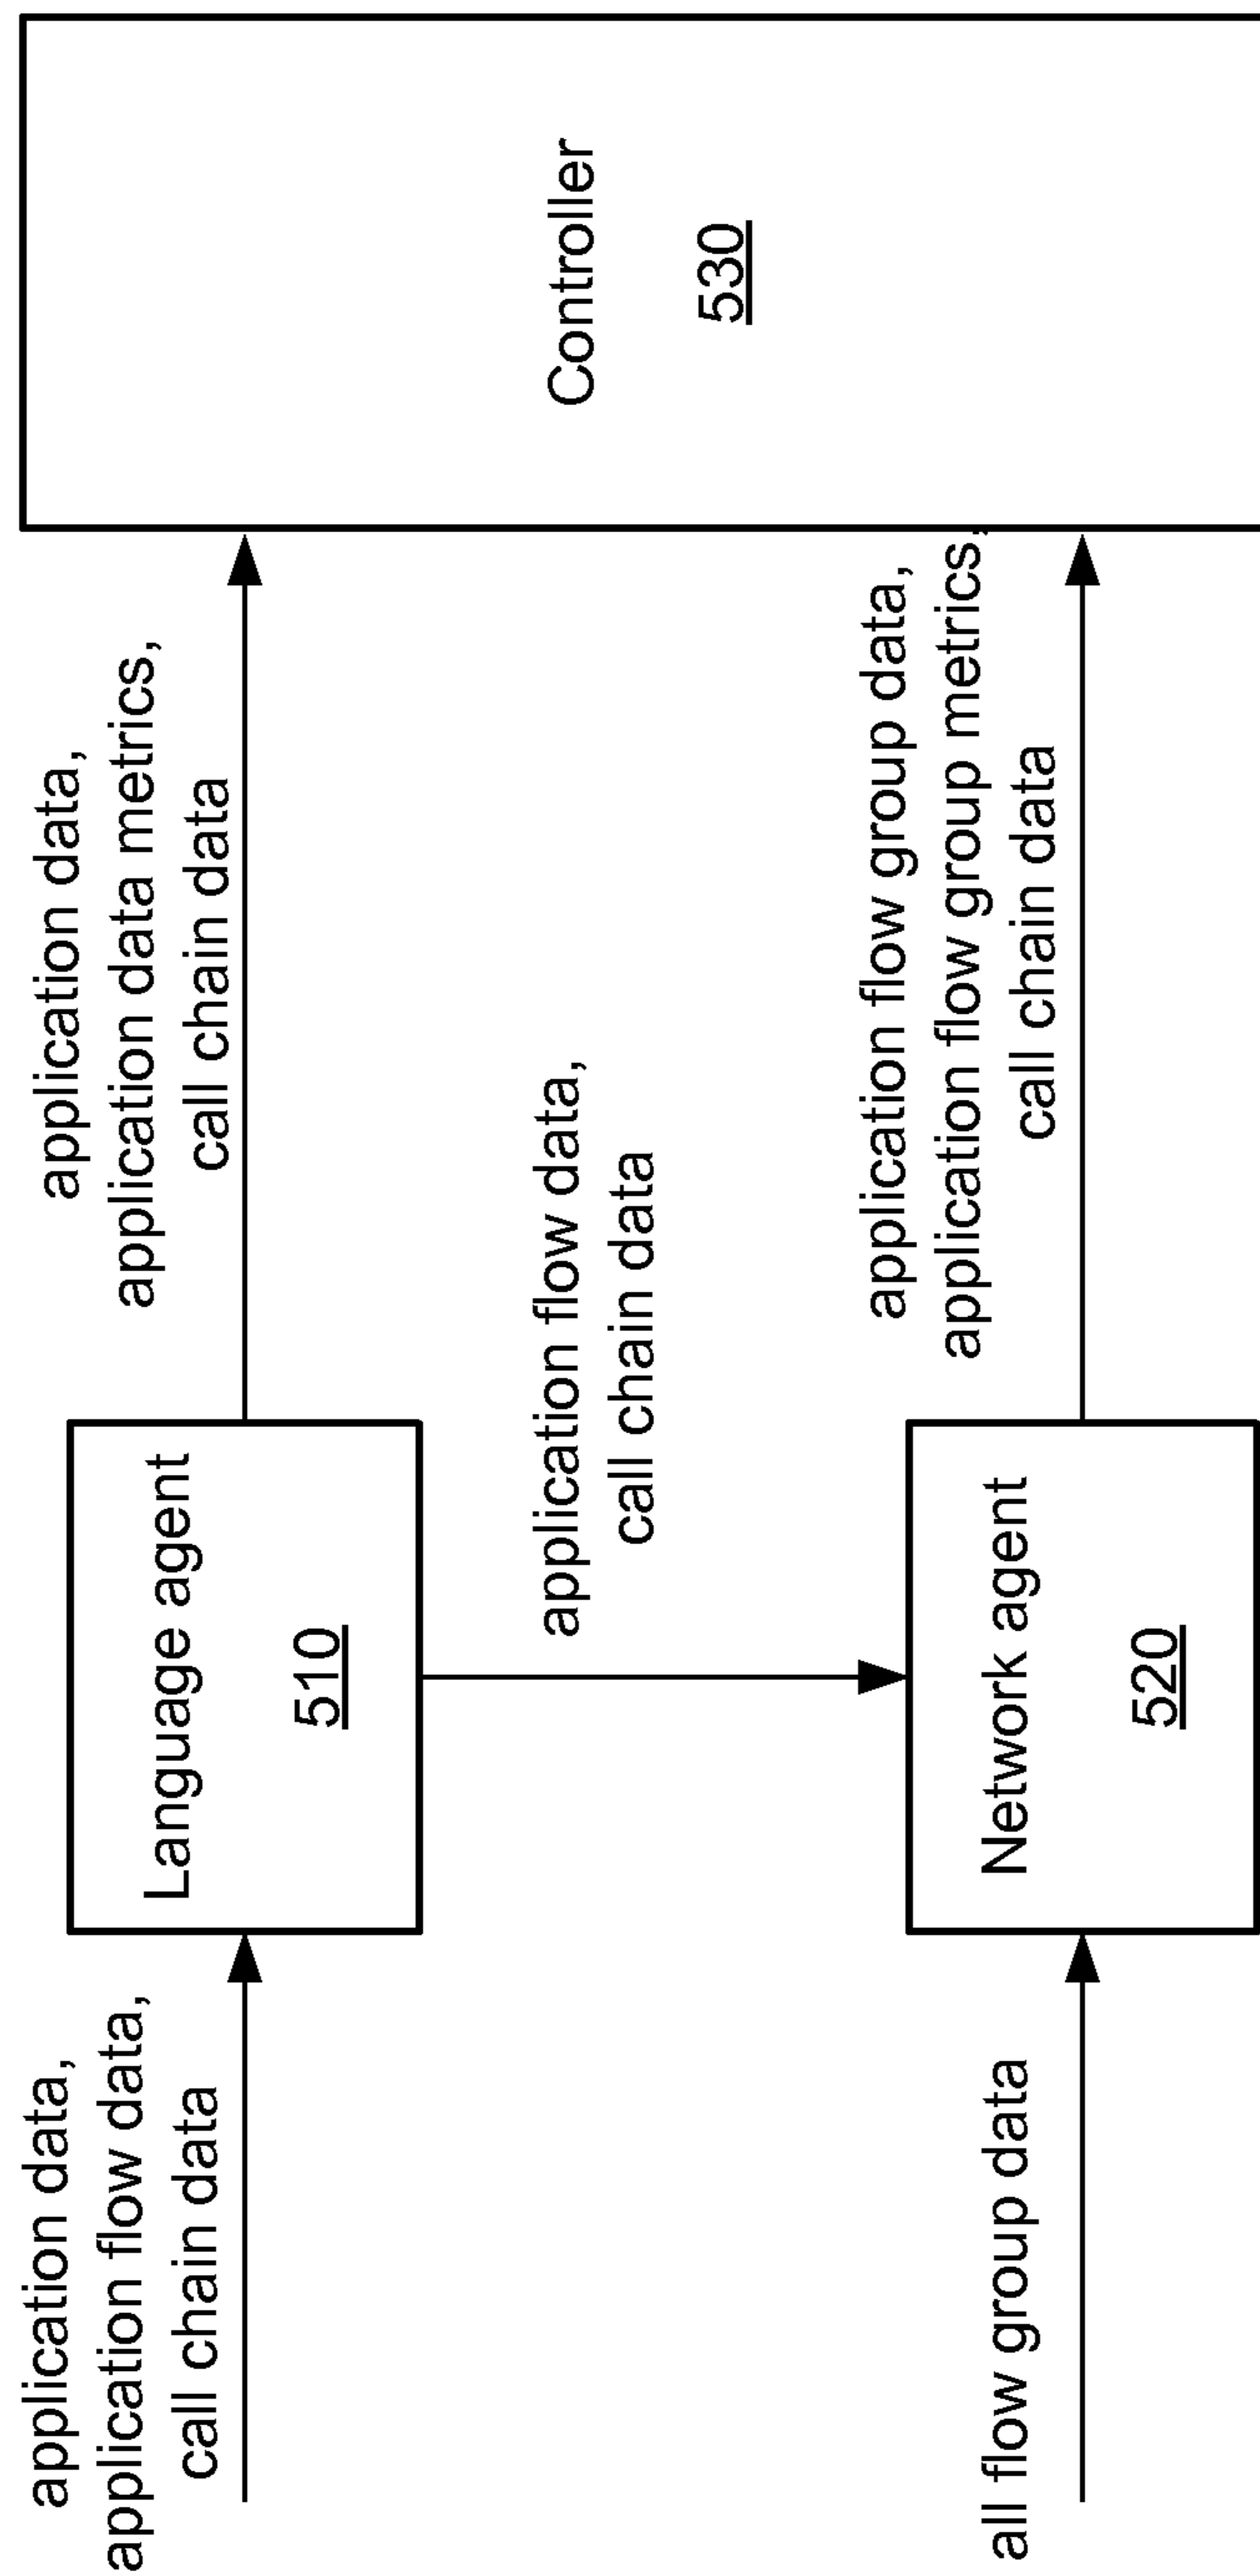 application data,
application flow data,
call chain data
Language agent
510
application data,
application data metrics,
call chain data
application flow data,
call chain data
all flow group data
Network agent
520
application flow group data,
application flow group metrics,
call chain data
Controller
530